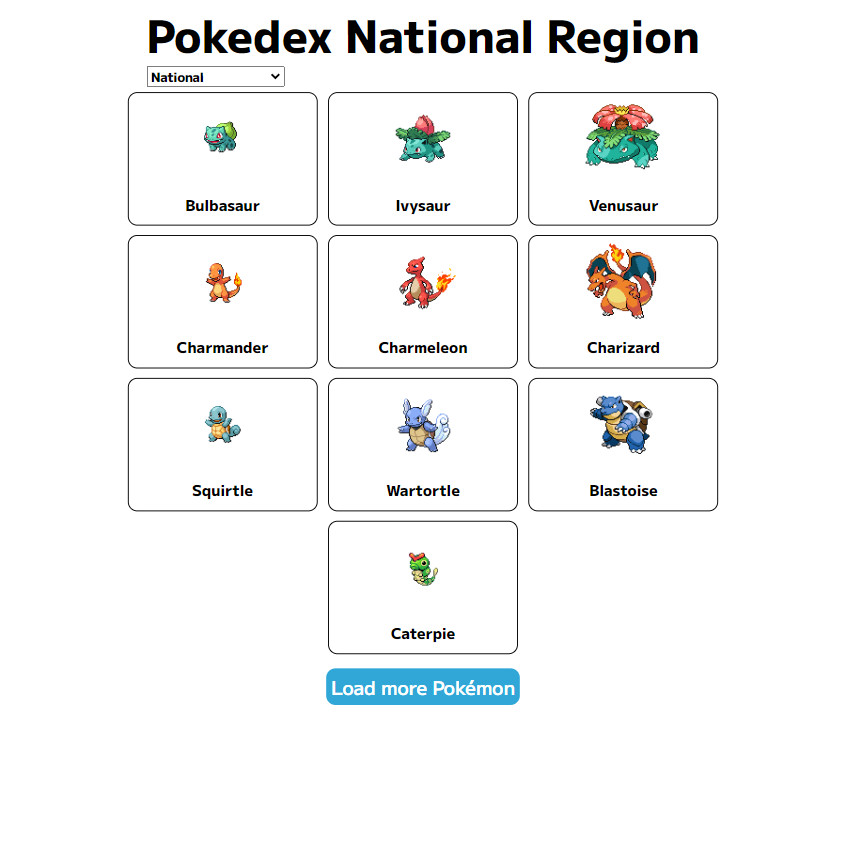 Pokedex National Region
National
Bulbasaur
Ivysaur
Venusaur
Charmander
Charmeleon
Charizard
Squirtle
Wartortle
Blastoise
Caterpie
Load more Pokémon